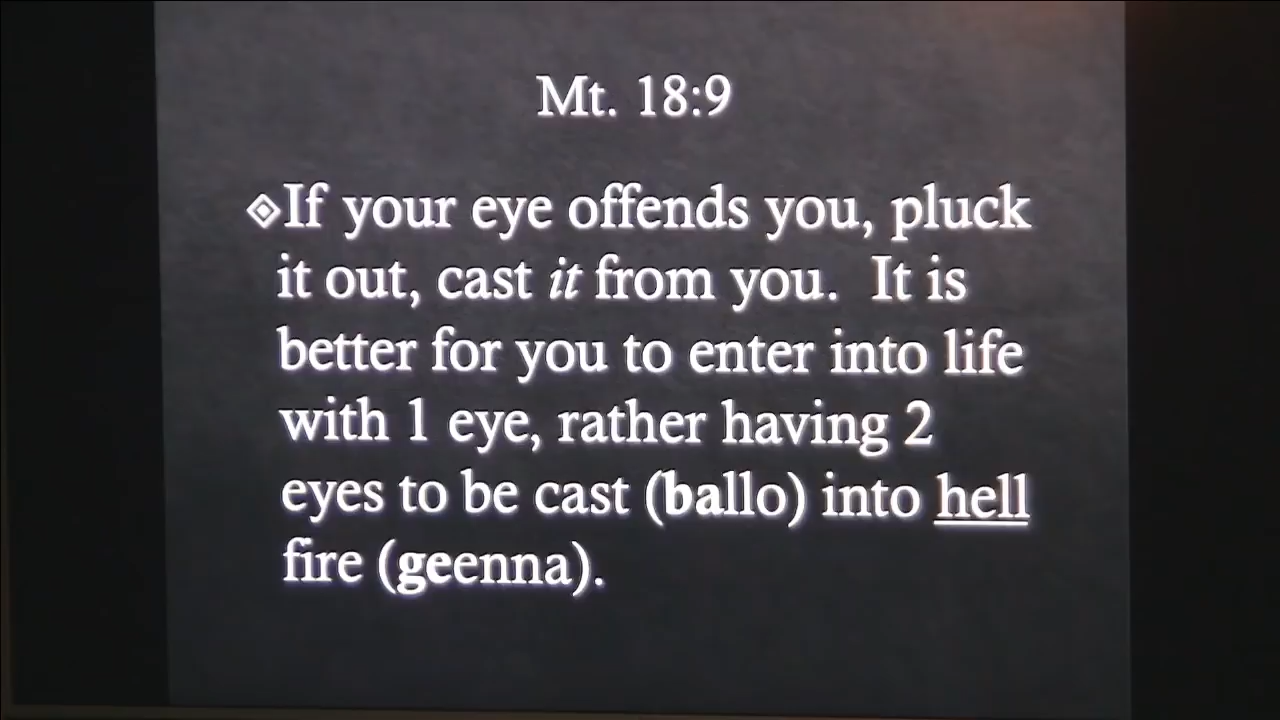 Mt. 18:9
If your eye offends you, pluck
it out, cast it from you. It is
better for you to enter into life
with 1 eye, rather having 2
eyes to be cast (ballo) into hell
fire (geenna).